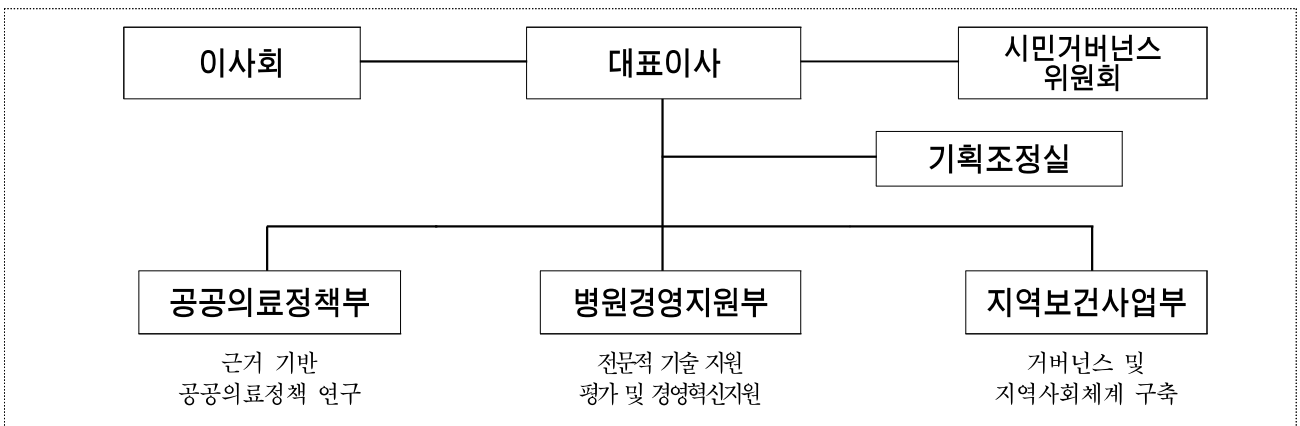 이사회
대표이사
시민거버넌스
위원회
기획조정실
공공의료정책부
병원경영지원부
지역보건사업부
근거 기반
공공의료정책 연구
전문적 기술 지원
평가 및 경영혁신지원
거버넌스 및
지역사회체계 구축